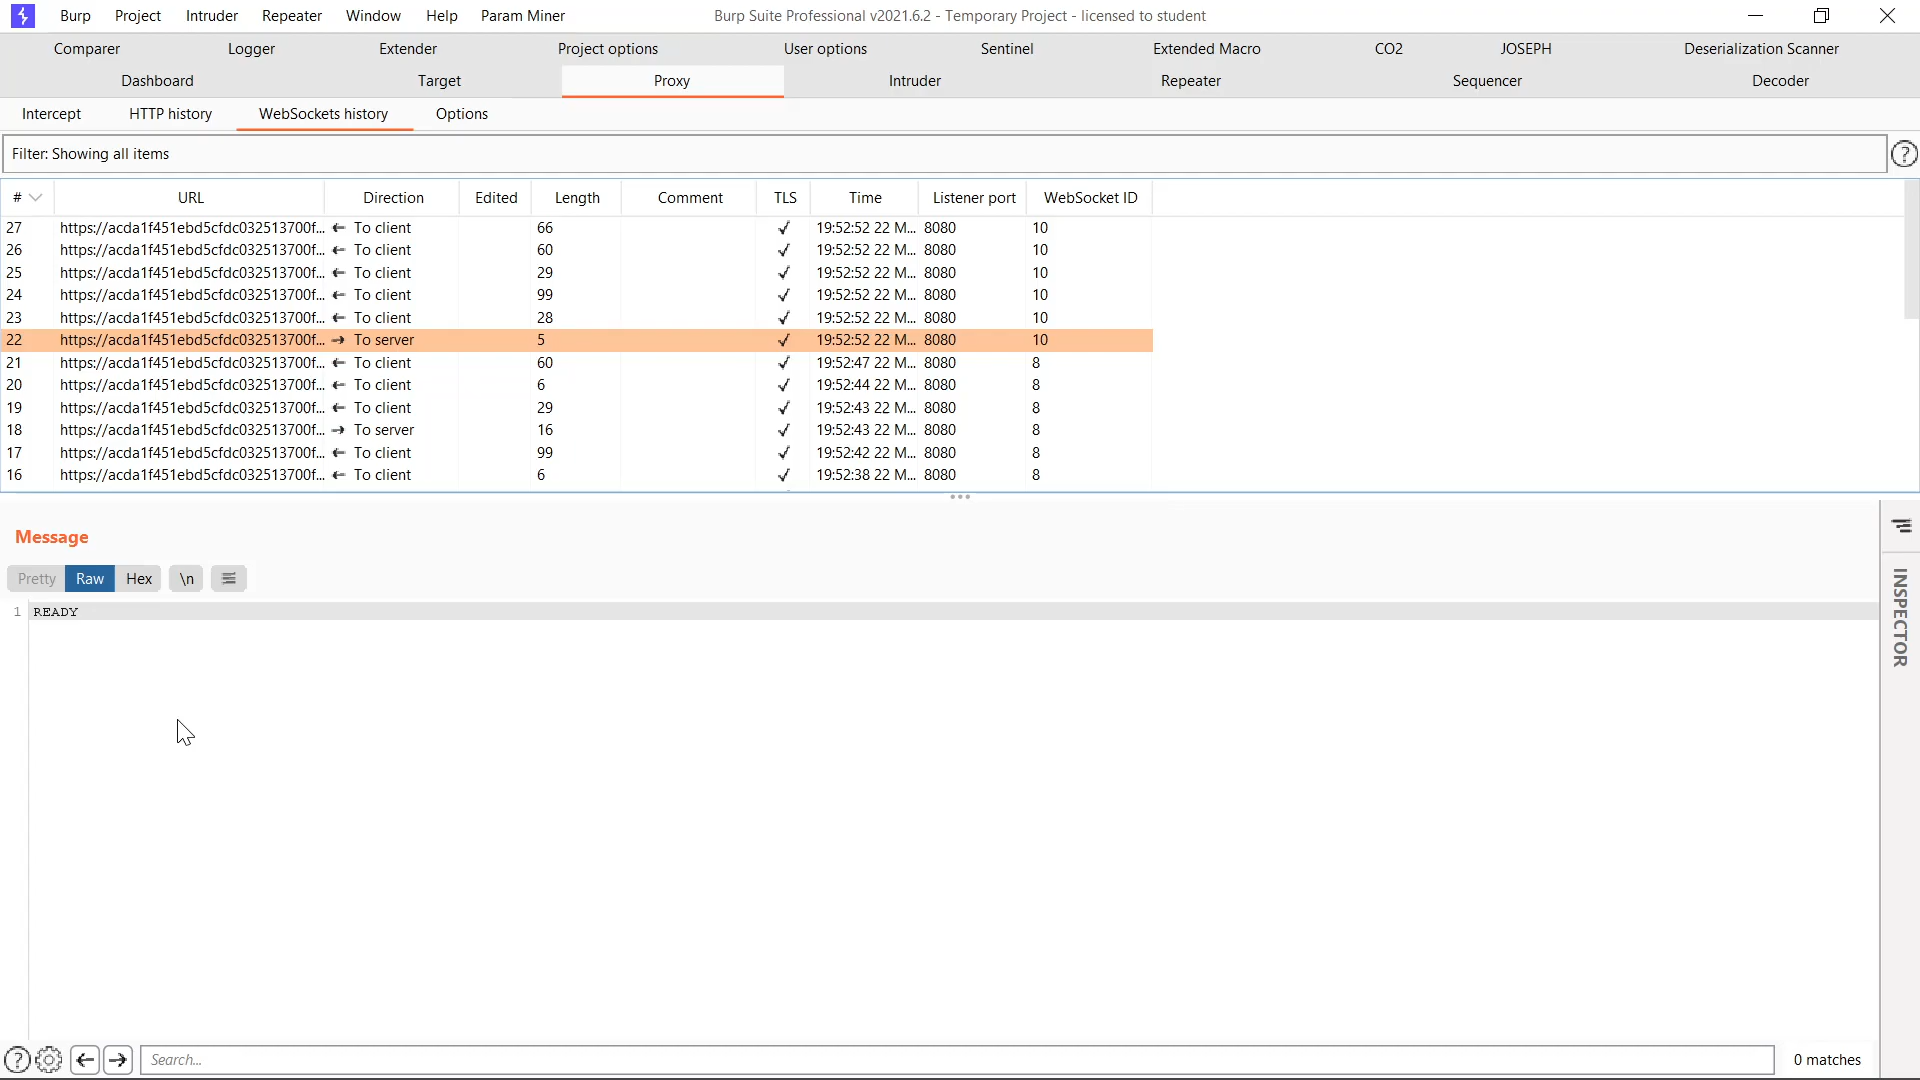 Burp Project Intruder Repeater Window Help Param Miner Burp Suite Professional v2021.6.2 - Temporary Project - licensed to student
Comparer Logger Extender Project options User options Sentinel Extended Macro CO2 JOSEPH Deserialization Scanner
Dashboard Target Proxy Intruder Repeater Sequencer Decoder
Intercept HTTP history WebSockets history Options
Filter: Showing all items ?
# URL Direction Edited Length Comment TLS Time Listener port WebSocket ID
27 https://acda1f451ebd5cfdc032513700f... ← To client 66 ✓ 19:52:52 22 M... 8080 10
26 https://acda1f451ebd5cfdc032513700f... ← To client 60 ✓ 19:52:52 22 M... 8080 10
25 https://acda1f451ebd5cfdc032513700f... ← To client 29 ✓ 19:52:52 22 M... 8080 10
24 https://acda1f451ebd5cfdc032513700f... ← To client 99 ✓ 19:52:52 22 M... 8080 10
23 https://acda1f451ebd5cfdc032513700f... ← To client 28 ✓ 19:52:52 22 M... 8080 10
22 https://acda1f451ebd5cfdc032513700f... → To server 5 ✓ 19:52:52 22 M... 8080 10
21 https://acda1f451ebd5cfdc032513700f... ← To client 60 ✓ 19:52:47 22 M... 8080 8
20 https://acda1f451ebd5cfdc032513700f... ← To client 6 ✓ 19:52:44 22 M... 8080 8
19 https://acda1f451ebd5cfdc032513700f... ← To client 29 ✓ 19:52:43 22 M... 8080 8
18 https://acda1f451ebd5cfdc032513700f... → To server 16 ✓ 19:52:43 22 M... 8080 8
17 https://acda1f451ebd5cfdc032513700f... ← To client 99 ✓ 19:52:42 22 M... 8080 8
16 https://acda1f451ebd5cfdc032513700f... ← To client 6 ✓ 19:52:38 22 M... 8080 8
Message
Pretty Raw Hex \n
1 READY
INSPECTOR
? Search... 0 matches